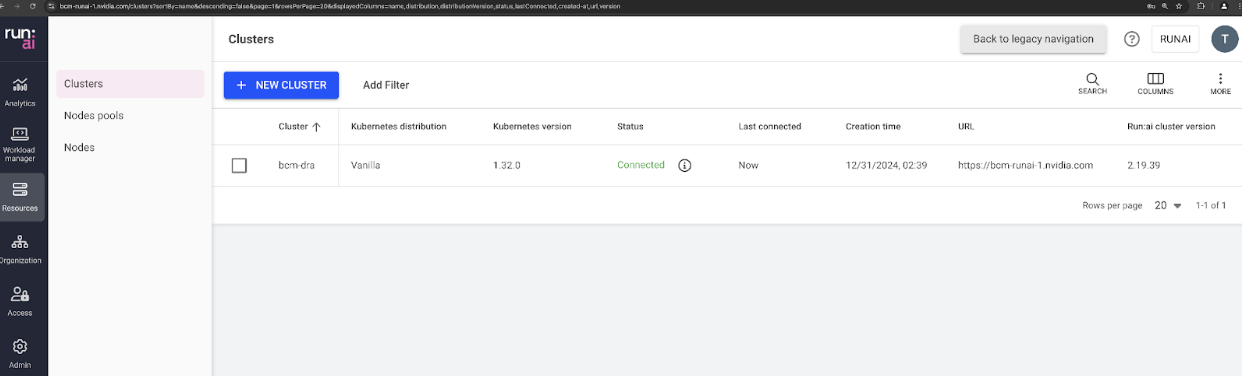 bcm-runai-1.nvidia.com/clusters?sortBy=name&descending=false&page=1&rowsPerPage=20&displayedColumns=name,distribution,distributionVersion,status,lastConnected,created-at,url,version
run:
ai
Clusters
Back to legacy navigation
RUNAI
T
Analytics
Workload
manager
Resources
Organization
Access
Admin
Clusters
Nodes pools
Nodes
+ NEW CLUSTER
Add Filter
SEARCH
COLUMNS
MORE
Cluster ↑ Kubernetes distribution Kubernetes version Status Last connected Creation time URL Run:ai cluster version
bcm-dra Vanilla 1.32.0 Connected Now 12/31/2024, 02:39 https://bcm-runai-1.nvidia.com 2.19.39
Rows per page 20 1-1 of 1